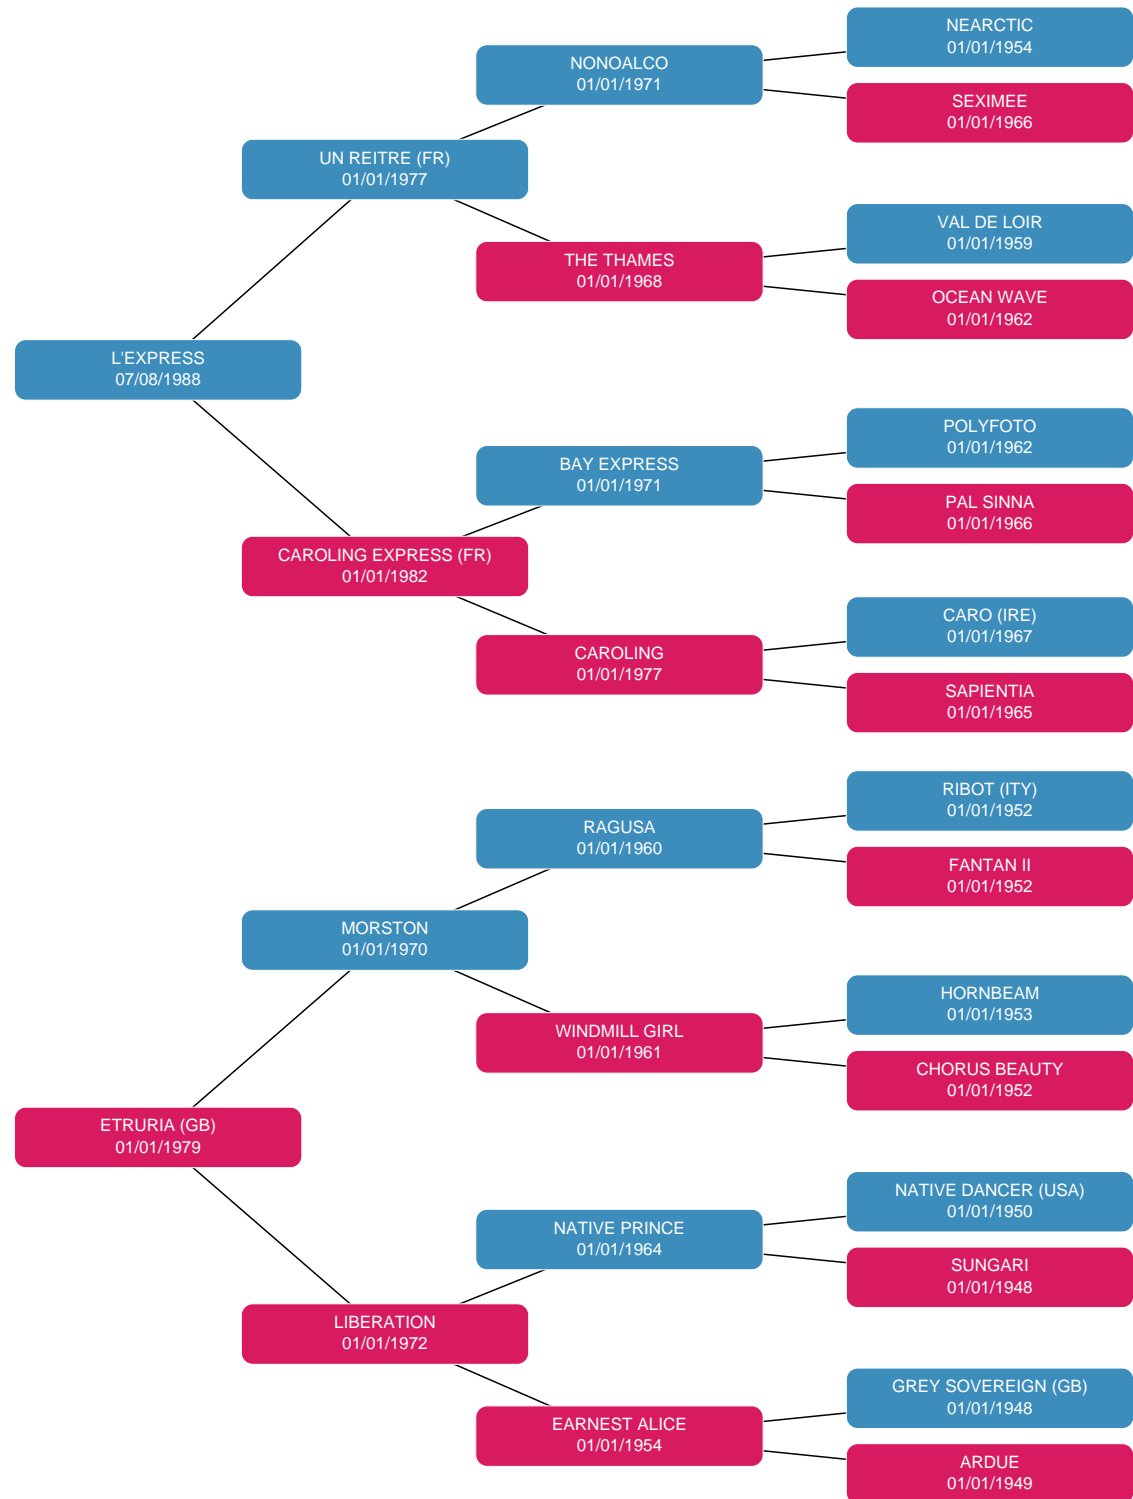 NEARCTIC
01/01/1954
NONOALCO
01/01/1971
SEXIMEE
01/01/1966
UN REITRE (FR)
01/01/1977
VAL DE LOIR
01/01/1959
THE THAMES
01/01/1968
OCEAN WAVE
01/01/1962
L'EXPRESS
07/08/1988
POLYFOTO
01/01/1962
BAY EXPRESS
01/01/1971
PAL SINNA
01/01/1966
CAROLING EXPRESS (FR)
01/01/1982
CARO (IRE)
01/01/1967
CAROLING
01/01/1977
SAPIENTIA
01/01/1965
RIBOT (ITY)
01/01/1952
RAGUSA
01/01/1960
FANTAN II
01/01/1952
MORSTON
01/01/1970
HORNBEAM
01/01/1953
WINDMILL GIRL
01/01/1961
CHORUS BEAUTY
01/01/1952
ETRURIA (GB)
01/01/1979
NATIVE DANCER (USA)
01/01/1950
NATIVE PRINCE
01/01/1964
SUNGARI
01/01/1948
LIBERATION
01/01/1972
GREY SOVEREIGN (GB)
01/01/1948
EARNEST ALICE
01/01/1954
ARDUE
01/01/1949